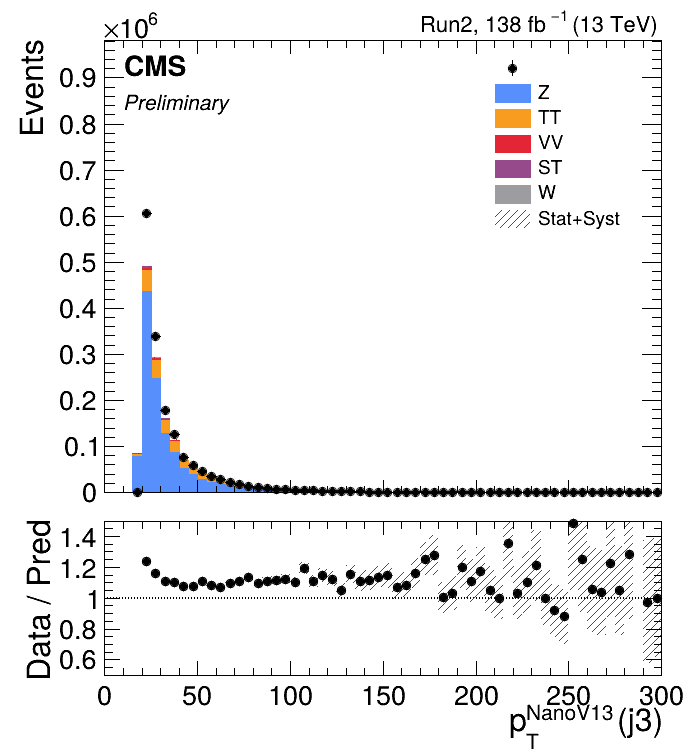 ×10⁶
Run2, 138 fb⁻¹ (13 TeV)
CMS
Preliminary
Events
0.9
0.8
0.7
0.6
0.5
0.4
0.3
0.2
0.1
0
Z
TT
VV
ST
W
Stat+Syst
Data / Pred
1.4
1.2
1
0.8
0.6
0 50 100 150 200 250 300
p_T^NanoV13 (j3)